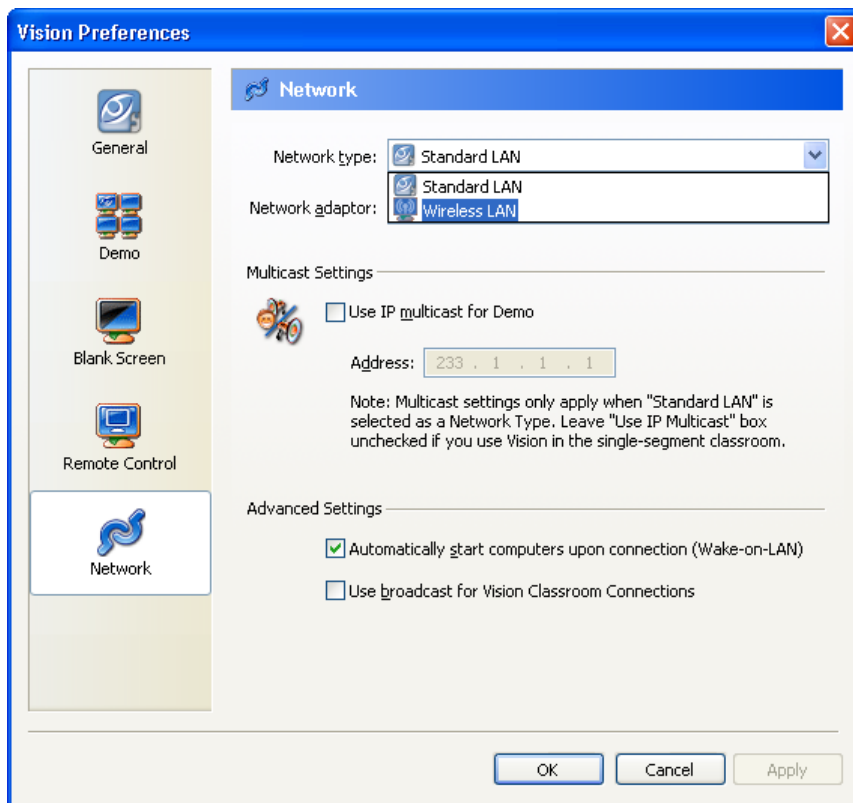 Vision Preferences
General
Demo
Blank Screen
Remote Control
Network
Network
Network type: Standard LAN
Standard LAN
Network adaptor: Wireless LAN
Multicast Settings
Use IP multicast for Demo
Address: 233 . 1 . 1 . 1
Note: Multicast settings only apply when "Standard LAN" is
selected as a Network Type. Leave "Use IP Multicast" box
unchecked if you use Vision in the single-segment classroom.
Advanced Settings
Automatically start computers upon connection (Wake-on-LAN)
Use broadcast for Vision Classroom Connections
OK Cancel Apply